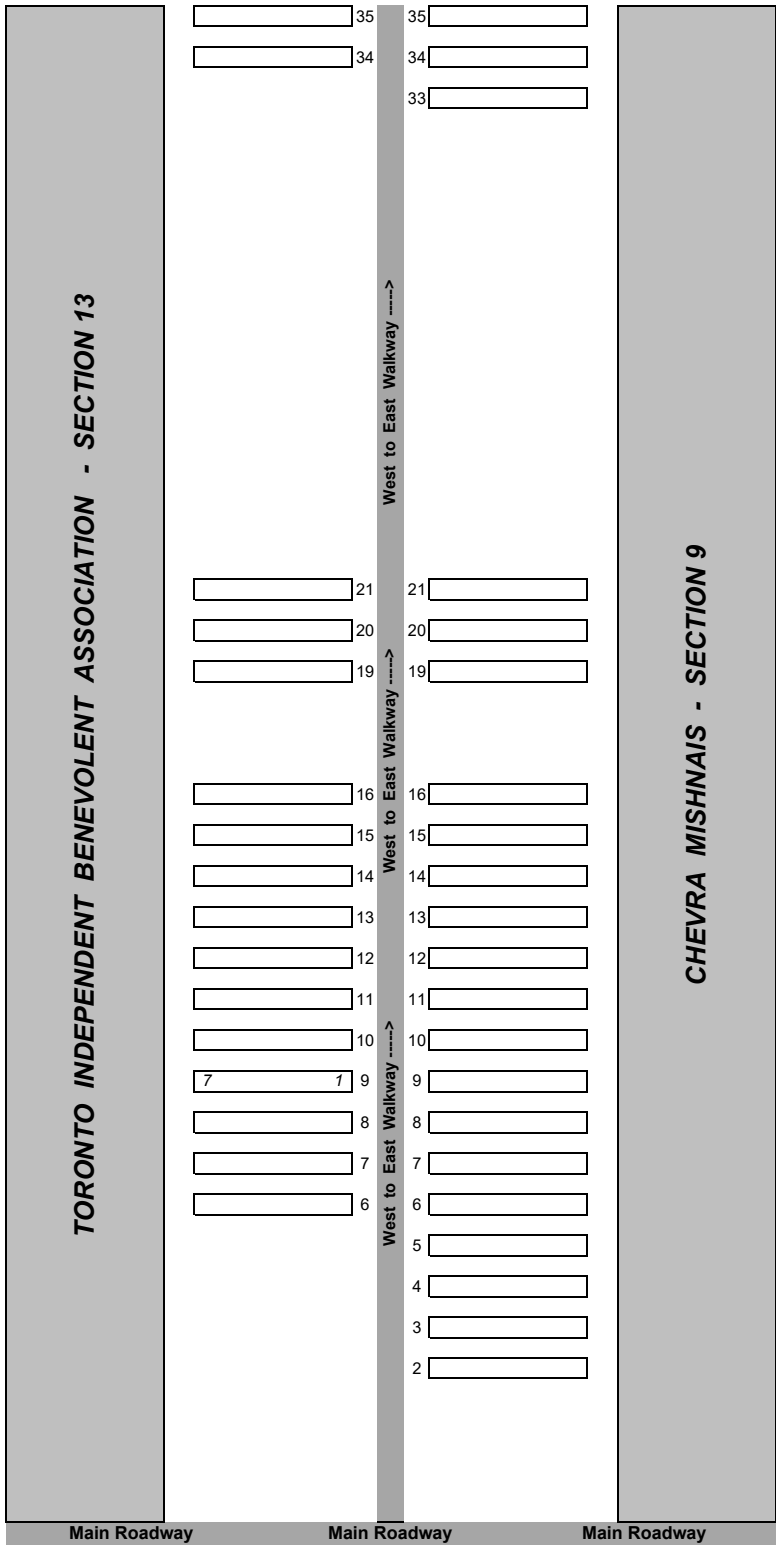 35 35
34 34
33
TORONTO INDEPENDENT BENEVOLENT ASSOCIATION - SECTION 13
West to East Walkway ----->
CHEVRA MISHNAIS - SECTION 9
21 21
20 20
19 19
West to East Walkway ----->
16 16
15 15
14 14
13 13
12 12
11 11
10 10
7 1 9 9
8 8
7 7
6 6
West to East Walkway ----->
5
4
3
2
Main Roadway Main Roadway Main Roadway